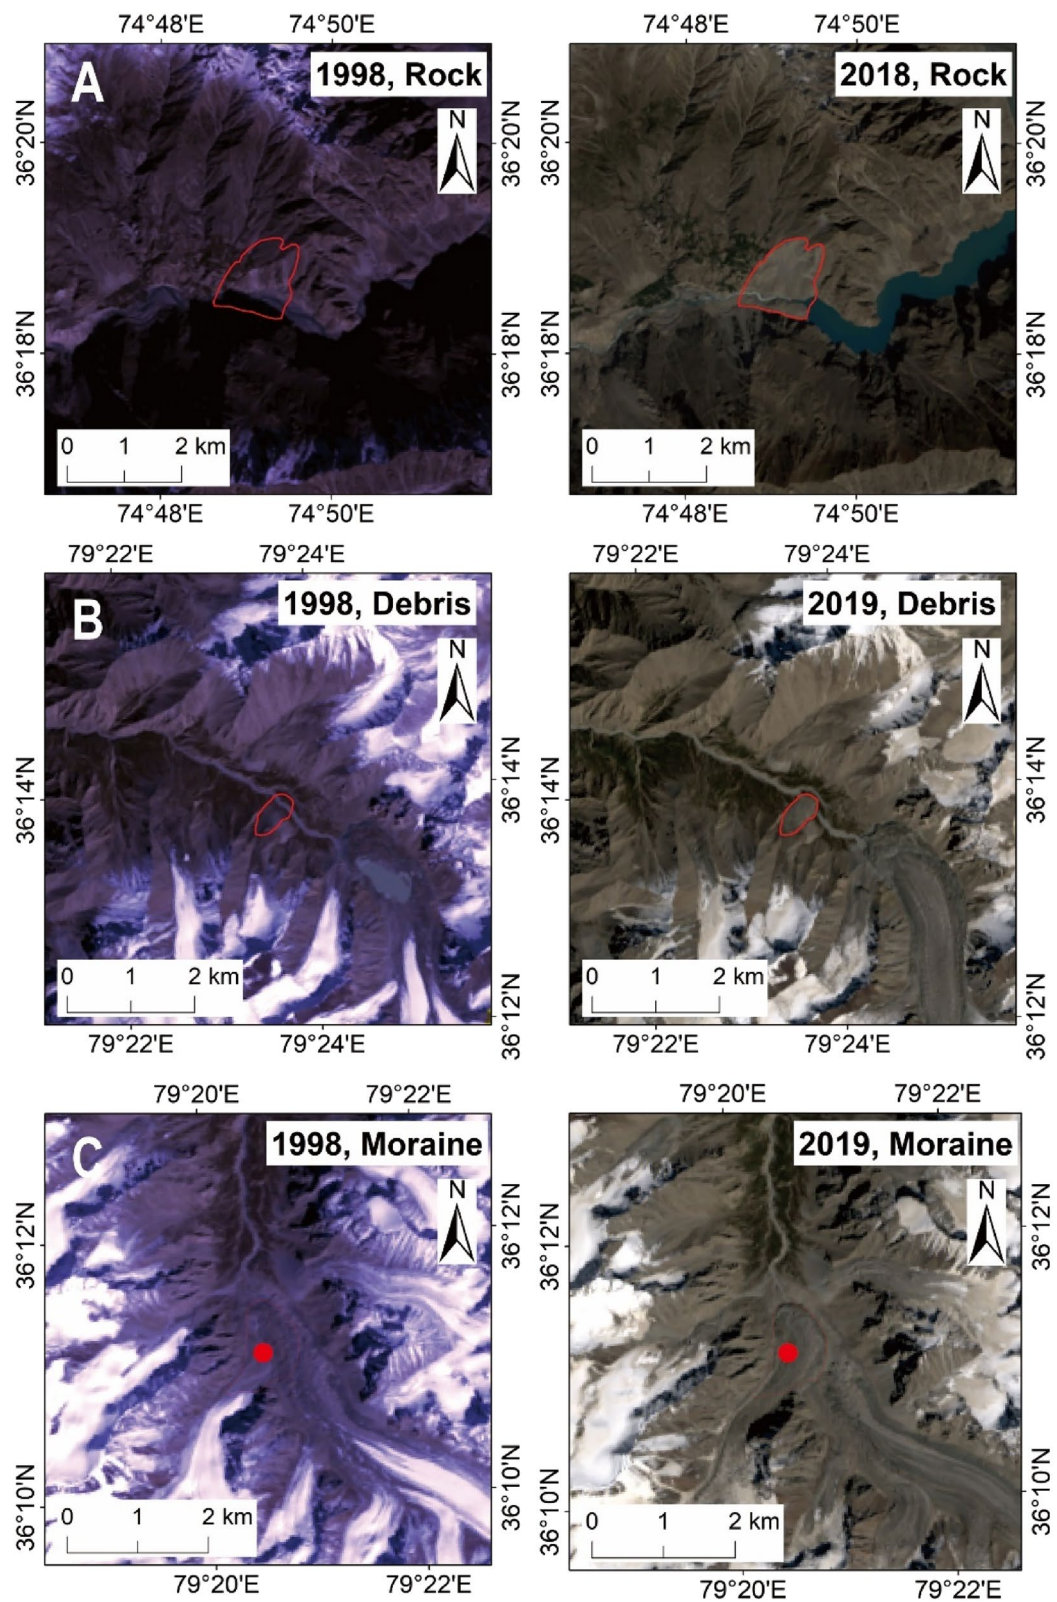 74°48'E 74°50'E 74°48'E 74°50'E
A 1998, Rock 2018, Rock
N N
36°20'N 36°20'N 36°20'N 36°20'N
36°18'N 36°18'N 36°18'N 36°18'N
0 1 2 km 0 1 2 km
74°48'E 74°50'E 74°48'E 74°50'E
79°22'E 79°24'E 79°22'E 79°24'E
B 1998, Debris 2019, Debris
N N
36°14'N 36°14'N 36°14'N 36°14'N
0 1 2 km 0 1 2 km
36°12'N 36°12'N
79°22'E 79°24'E 79°22'E 79°24'E
79°20'E 79°22'E 79°20'E 79°22'E
C 1998, Moraine 2019, Moraine
N N
36°12'N 36°12'N 36°12'N 36°12'N
36°10'N 36°10'N 36°10'N 36°10'N
0 1 2 km 0 1 2 km
79°20'E 79°22'E 79°20'E 79°22'E